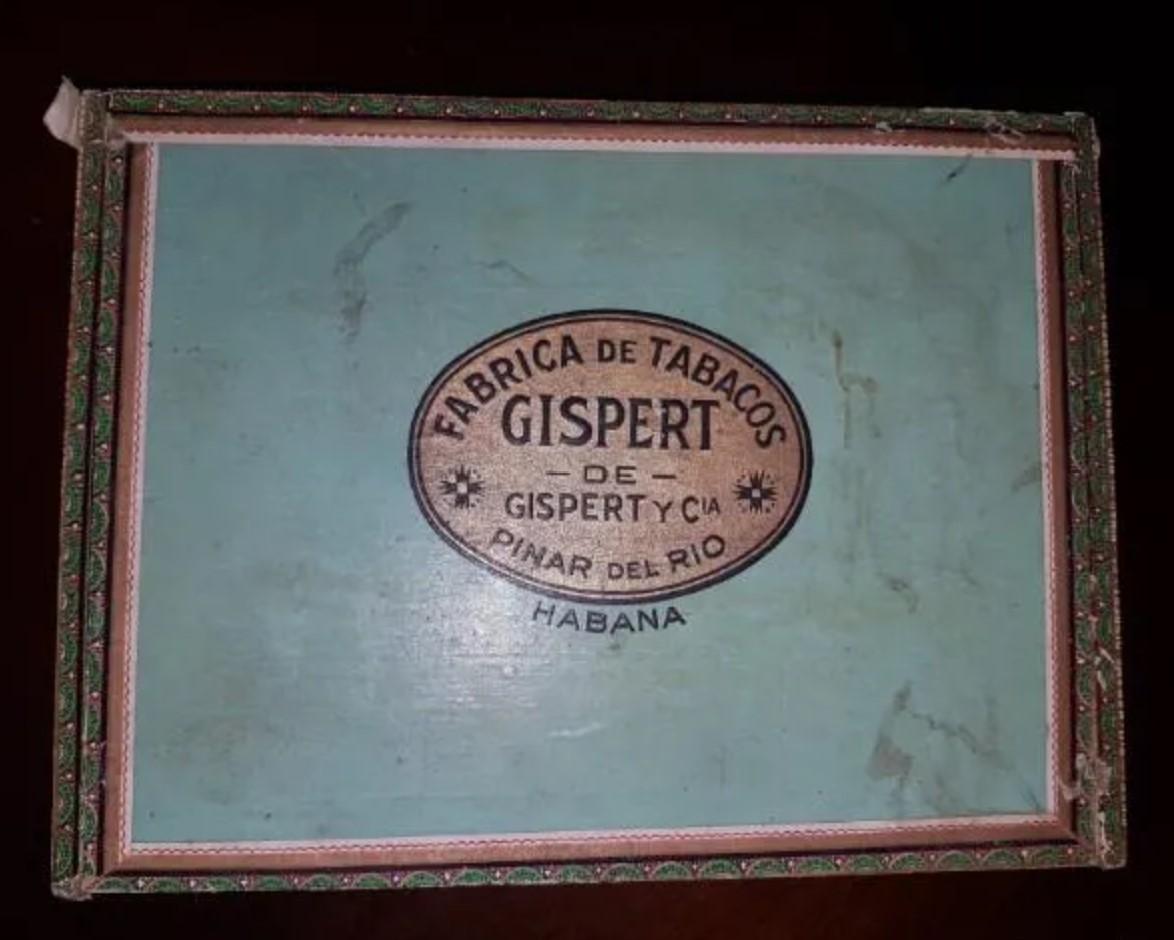 FABRICA DE TABACOS
GISPERT
- DE -
GISPERT Y CIA
PINAR DEL RIO
HABANA